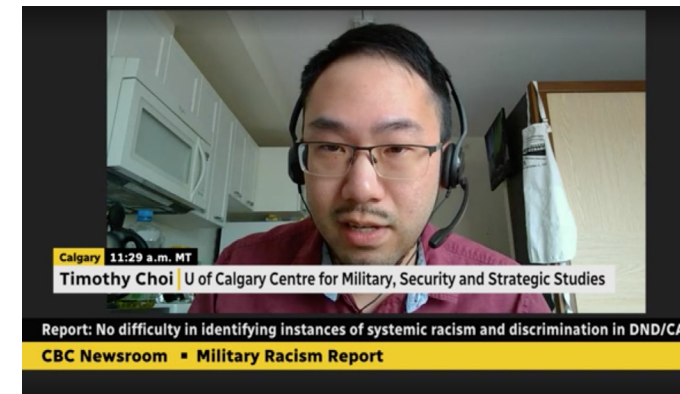 Calgary 11:29 a.m. MT
Timothy Choi U of Calgary Centre for Military, Security and Strategic Studies
Report: No difficulty in identifying instances of systemic racism and discrimination in DND/CA
CBC Newsroom ▪ Military Racism Report